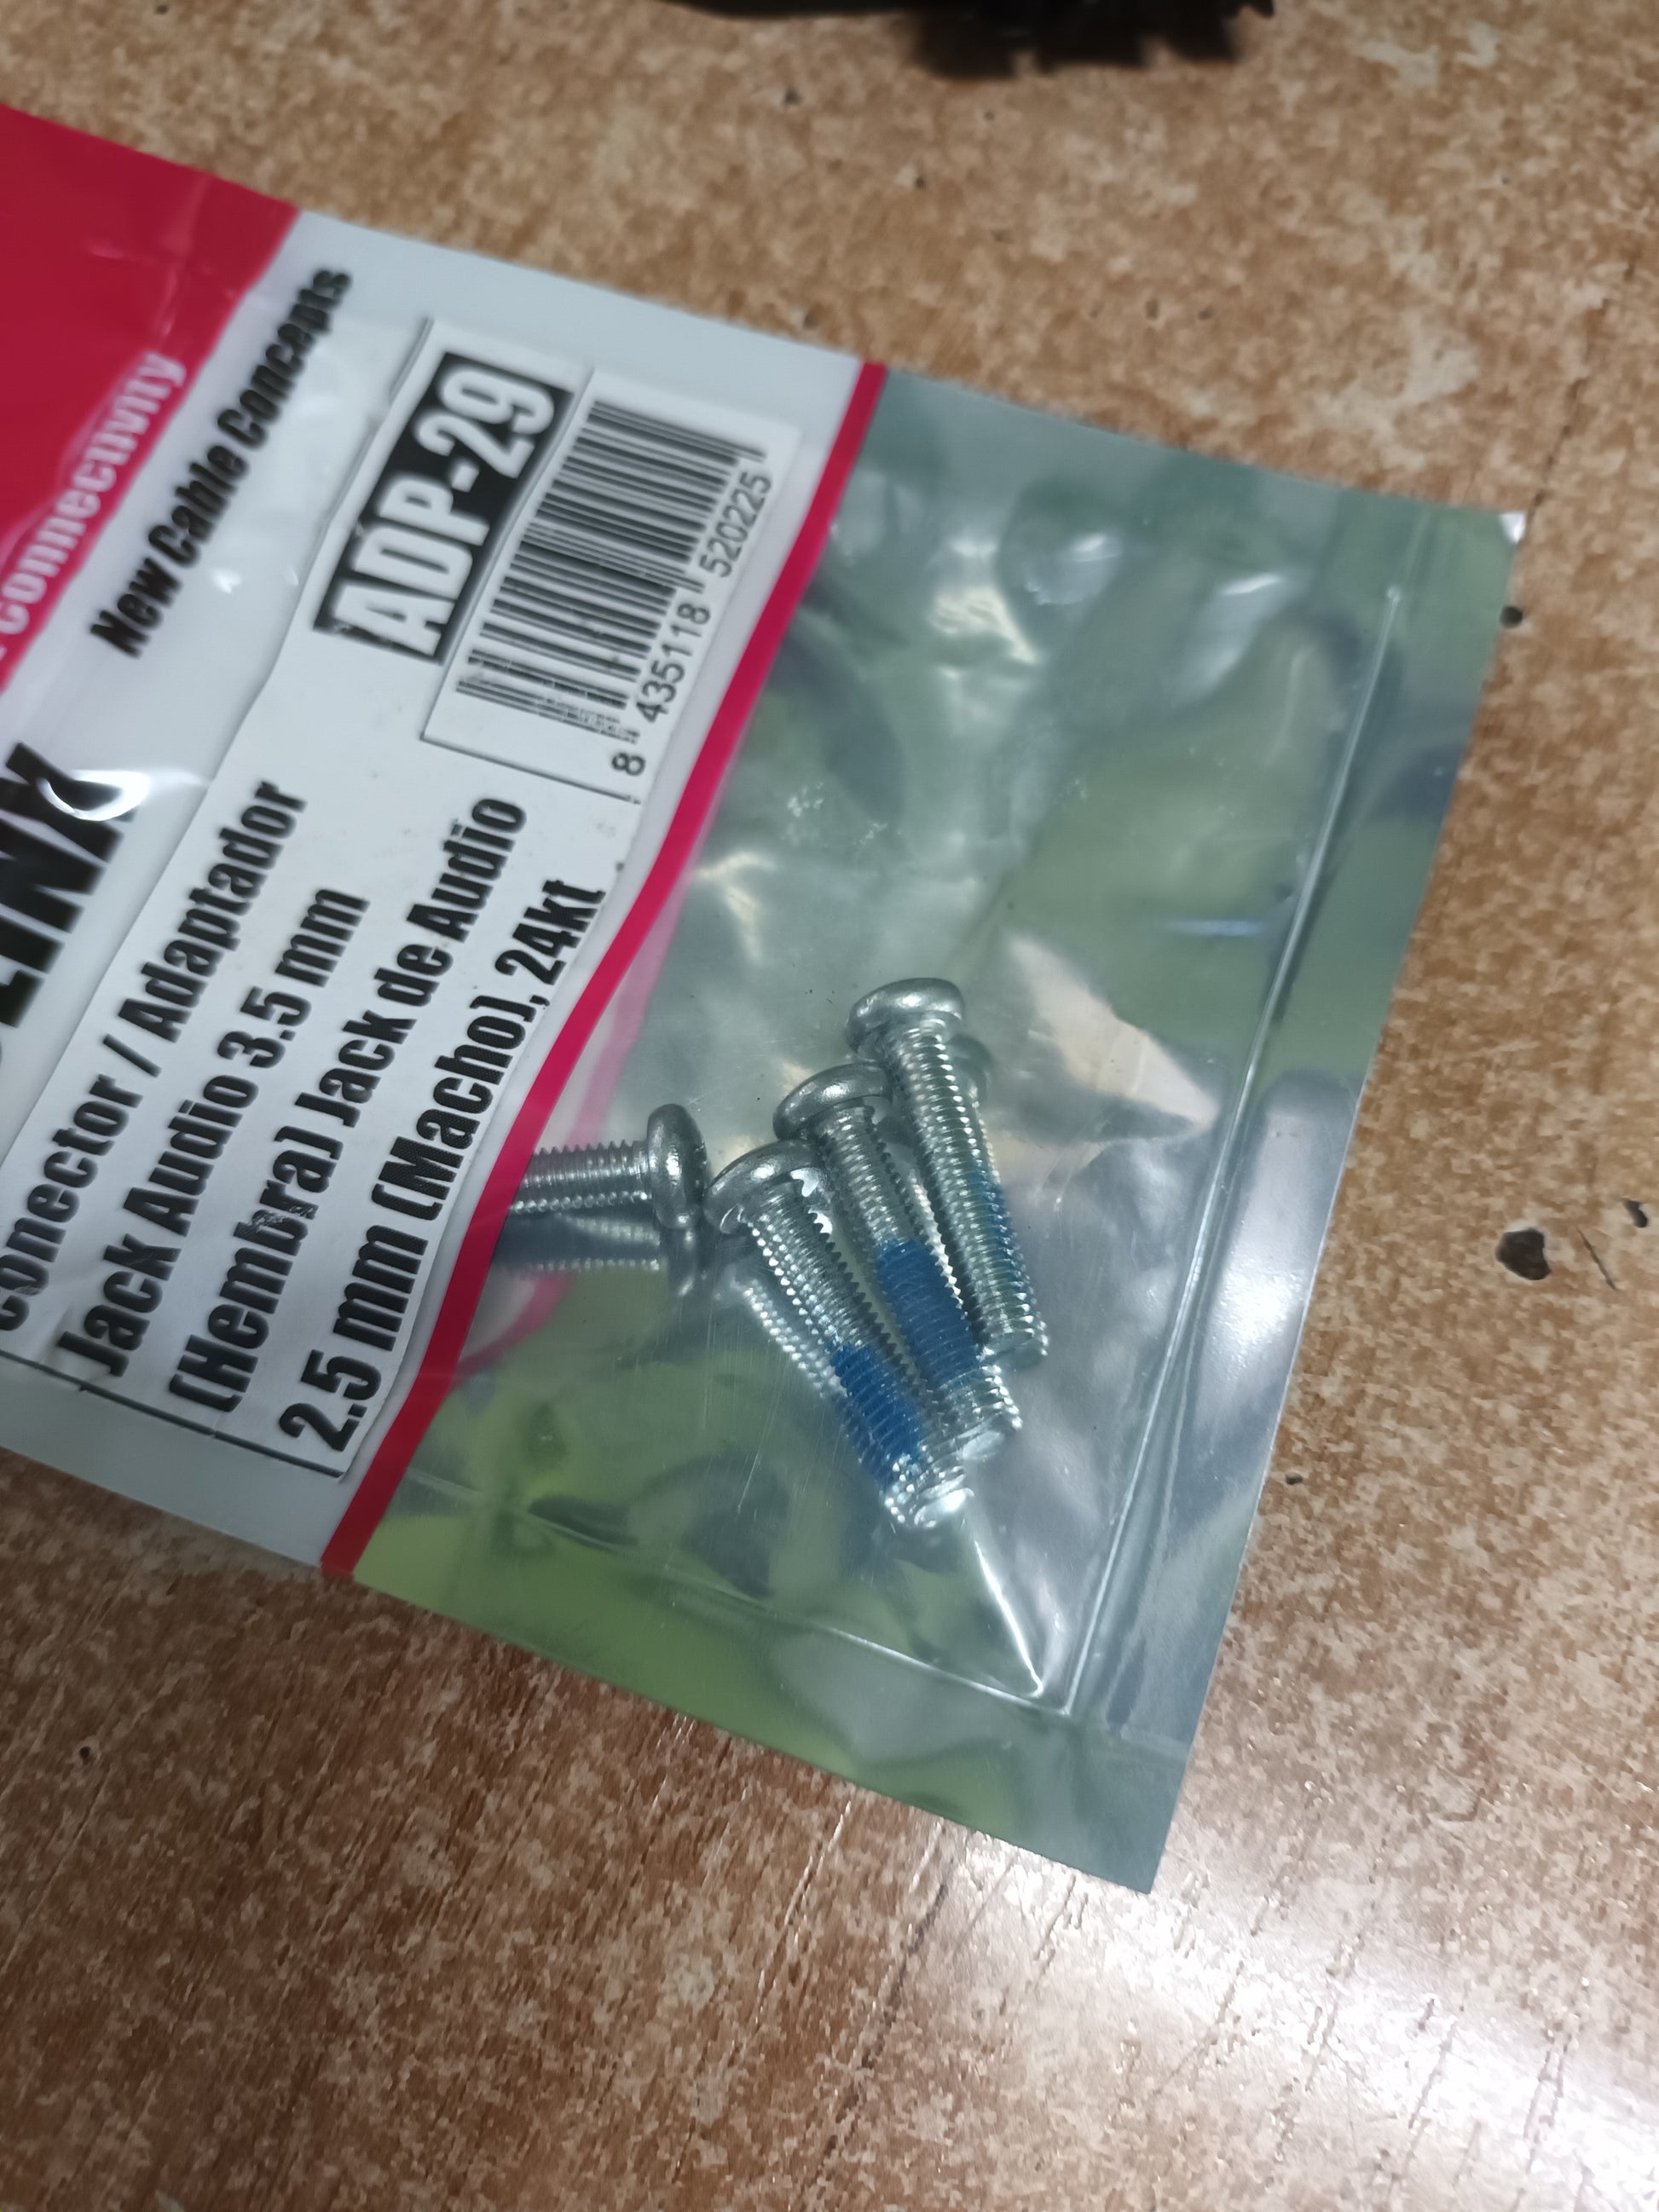 connectivity
New Cable Concepts
ADP-29
8 435118 520225
Conector / Adaptador
Jack Audio 3.5 mm
(Hembra) Jack de Audio
2.5 mm (Macho), 24kt